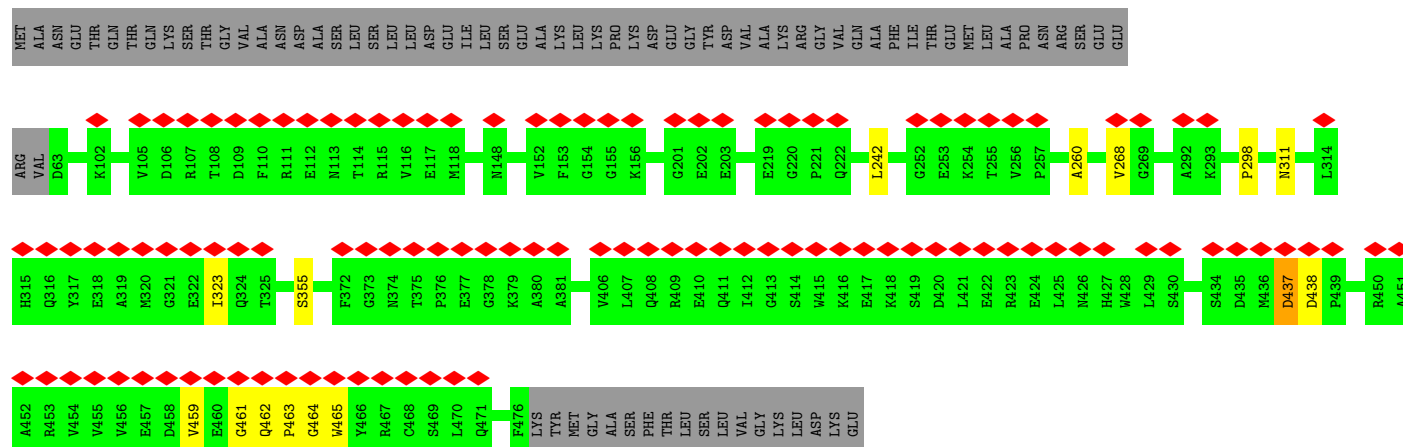 MET ALA ASN GLU THR GLN THR GLN LYS SER THR GLY VAL ALA ASN ASP ALA SER LEU SER LEU LEU ASP GLU ILE LEU SER GLU ALA LYS LEU LYS PRO LYS ASP GLU GLY TYR ASP VAL ALA LYS ARG GLY VAL GLN ALA PHE ILE THR GLU MET LEU ALA PRO ASN ARG SER GLU GLU
ARG VAL D63 K102 V105 D106 R107 T108 D109 F110 R111 E112 N113 T114 R115 V116 E117 M118 N148 V152 F153 G154 G155 K156 G201 E202 E203 E219 G220 P221 Q222 L242 G252 E253 K254 T255 V256 P257 A260 V268 G269 A292 K293 P298 N311 L314
H315 Q316 Y317 E318 A319 M320 G321 E322 I323 Q324 T325 S355 F372 G373 N374 T375 P376 E377 G378 K379 A380 A381 V406 L407 Q408 R409 E410 Q411 I412 G413 S414 W415 K416 E417 K418 S419 D420 L421 E422 R423 E424 L425 N426 H427 W428 L429 S430 S434 D435 M436 D437 D438 P439 R450 A451
A452 R453 V454 V455 V456 E457 D458 V459 E460 G461 Q462 P463 G464 W465 Y466 R467 C468 S469 L470 Q471 F476 LYS TYR MET GLY ALA SER PHE THR LEU SER LEU VAL GLY LYS LEU ASP LYS GLU